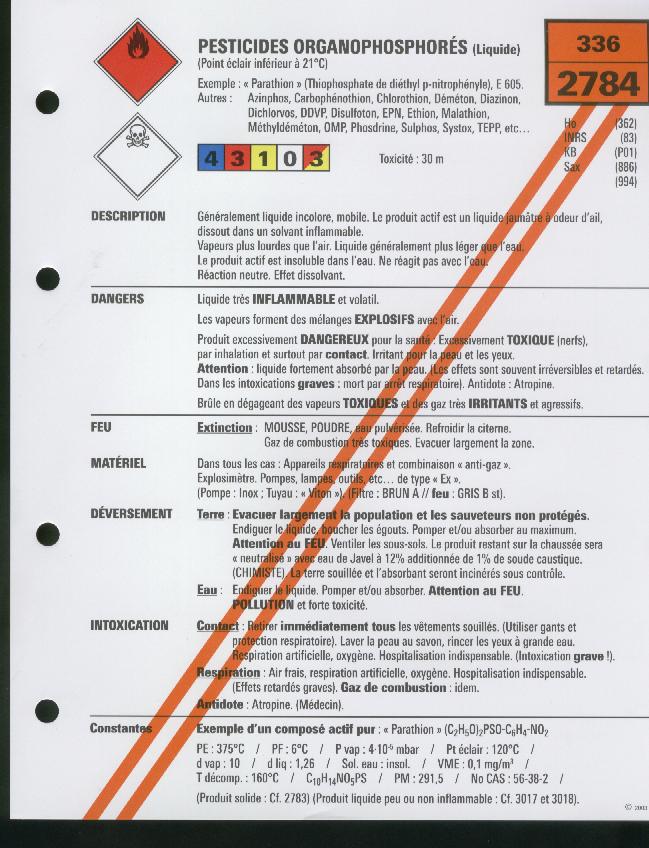 PESTICIDES ORGANOPHOSPHORÉS (Liquide)
(Point éclair inférieur à 21°C)
336
2784
Exemple : « Parathion » (Thiophosphate de diéthyl p-nitrophényle), E 605.
Autres : Azinphos, Carbophénothion, Chlorothion, Déméton, Diazinon,
Dichlorvos, DDVP, Disulfoton, EPN, Ethion, Malathion,
Méthyldéméton, OMP, Phosdrine, Sulphos, Systox, TEPP, etc...
Ho (362)
INRS (83)
KB (P01)
Sax (886)
(994)
4 3 1 0 3
Toxicité : 30 m
DESCRIPTION
Généralement liquide incolore, mobile. Le produit actif est un liquide jaunâtre à odeur d'ail,
dissout dans un solvant inflammable.
Vapeurs plus lourdes que l'air. Liquide généralement plus léger que l'eau.
Le produit actif est insoluble dans l'eau. Ne réagit pas avec l'eau.
Réaction neutre. Effet dissolvant.
DANGERS
Liquide très INFLAMMABLE et volatil.
Les vapeurs forment des mélanges EXPLOSIFS avec l'air.
Produit excessivement DANGEREUX pour la santé : Excessivement TOXIQUE (nerfs),
par inhalation et surtout par contact. Irritant pour la peau et les yeux.
Attention : liquide fortement absorbé par la peau. (Les effets sont souvent irréversibles et retardés.
Dans les intoxications graves : mort par arrêt respiratoire). Antidote : Atropine.
Brûle en dégageant des vapeurs TOXIQUES et des gaz très IRRITANTS et agressifs.
FEU
Extinction : MOUSSE, POUDRE, eau pulvérisée. Refroidir la citerne.
Gaz de combustion très toxiques. Evacuer largement la zone.
MATÉRIEL
Dans tous les cas : Appareils respiratoires et combinaison « anti-gaz ».
Explosimètre. Pompes, lampes, outils, etc... de type « Ex ».
(Pompe : Inox ; Tuyau : « Viton »). (Filtre : BRUN A // feu : GRIS B st).
DÉVERSEMENT
Terre : Evacuer largement la population et les sauveteurs non protégés.
Endiguer le liquide, boucher les égouts. Pomper et/ou absorber au maximum.
Attention au FEU. Ventiler les sous-sols. Le produit restant sur la chaussée sera
« neutralisé » avec eau de Javel à 12% additionnée de 1% de soude caustique.
(CHIMISTE). La terre souillée et l'absorbant seront incinérés sous contrôle.
Eau : Endiguer le liquide. Pomper et/ou absorber. Attention au FEU.
POLLUTION et forte toxicité.
INTOXICATION
Contact : Retirer immédiatement tous les vêtements souillés. (Utiliser gants et
protection respiratoire). Laver la peau au savon, rincer les yeux à grande eau.
Respiration artificielle, oxygène. Hospitalisation indispensable. (Intoxication grave !).
Respiration : Air frais, respiration artificielle, oxygène. Hospitalisation indispensable.
(Effets retardés graves). Gaz de combustion : idem.
Antidote : Atropine. (Médecin).
Constantes
Exemple d'un composé actif pur : « Parathion » (C₂H₅O)₂PSO-C₆H₄-NO₂
PE : 375°C / PF : 6°C / P vap : 4·10⁻⁵ mbar / Pt éclair : 120°C /
d vap : 10 / d liq : 1,26 / Sol. eau : insol. / VME : 0,1 mg/m³ /
T décomp. : 160°C / C₁₀H₁₄NO₅PS / PM : 291,5 / No CAS : 56-38-2 /
(Produit solide : Cf. 2783) (Produit liquide peu ou non inflammable : Cf. 3017 et 3018).